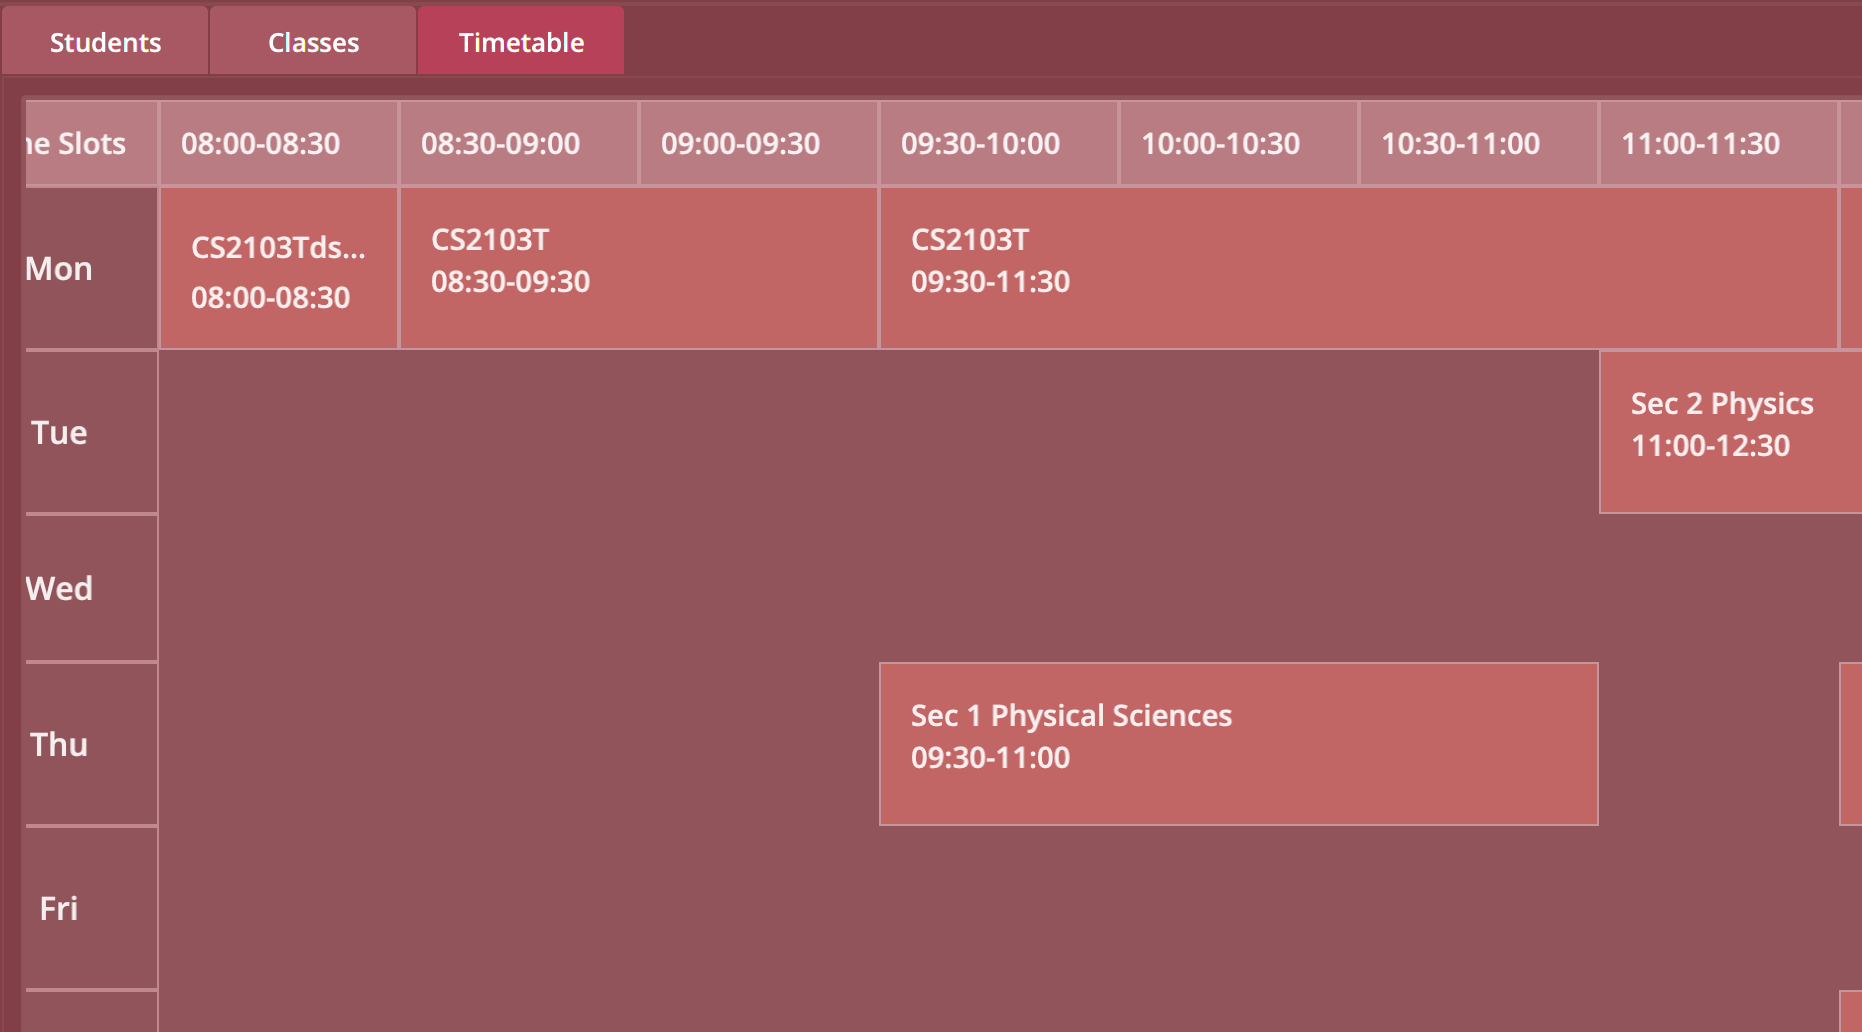 Students Classes Timetable
Slots 08:00-08:30 08:30-09:00 09:00-09:30 09:30-10:00 10:00-10:30 10:30-11:00 11:00-11:30
Mon
CS2103Tds...
08:00-08:30
CS2103T
08:30-09:30
CS2103T
09:30-11:30
Tue
Sec 2 Physics
11:00-12:30
Wed
Thu
Sec 1 Physical Sciences
09:30-11:00
Fri